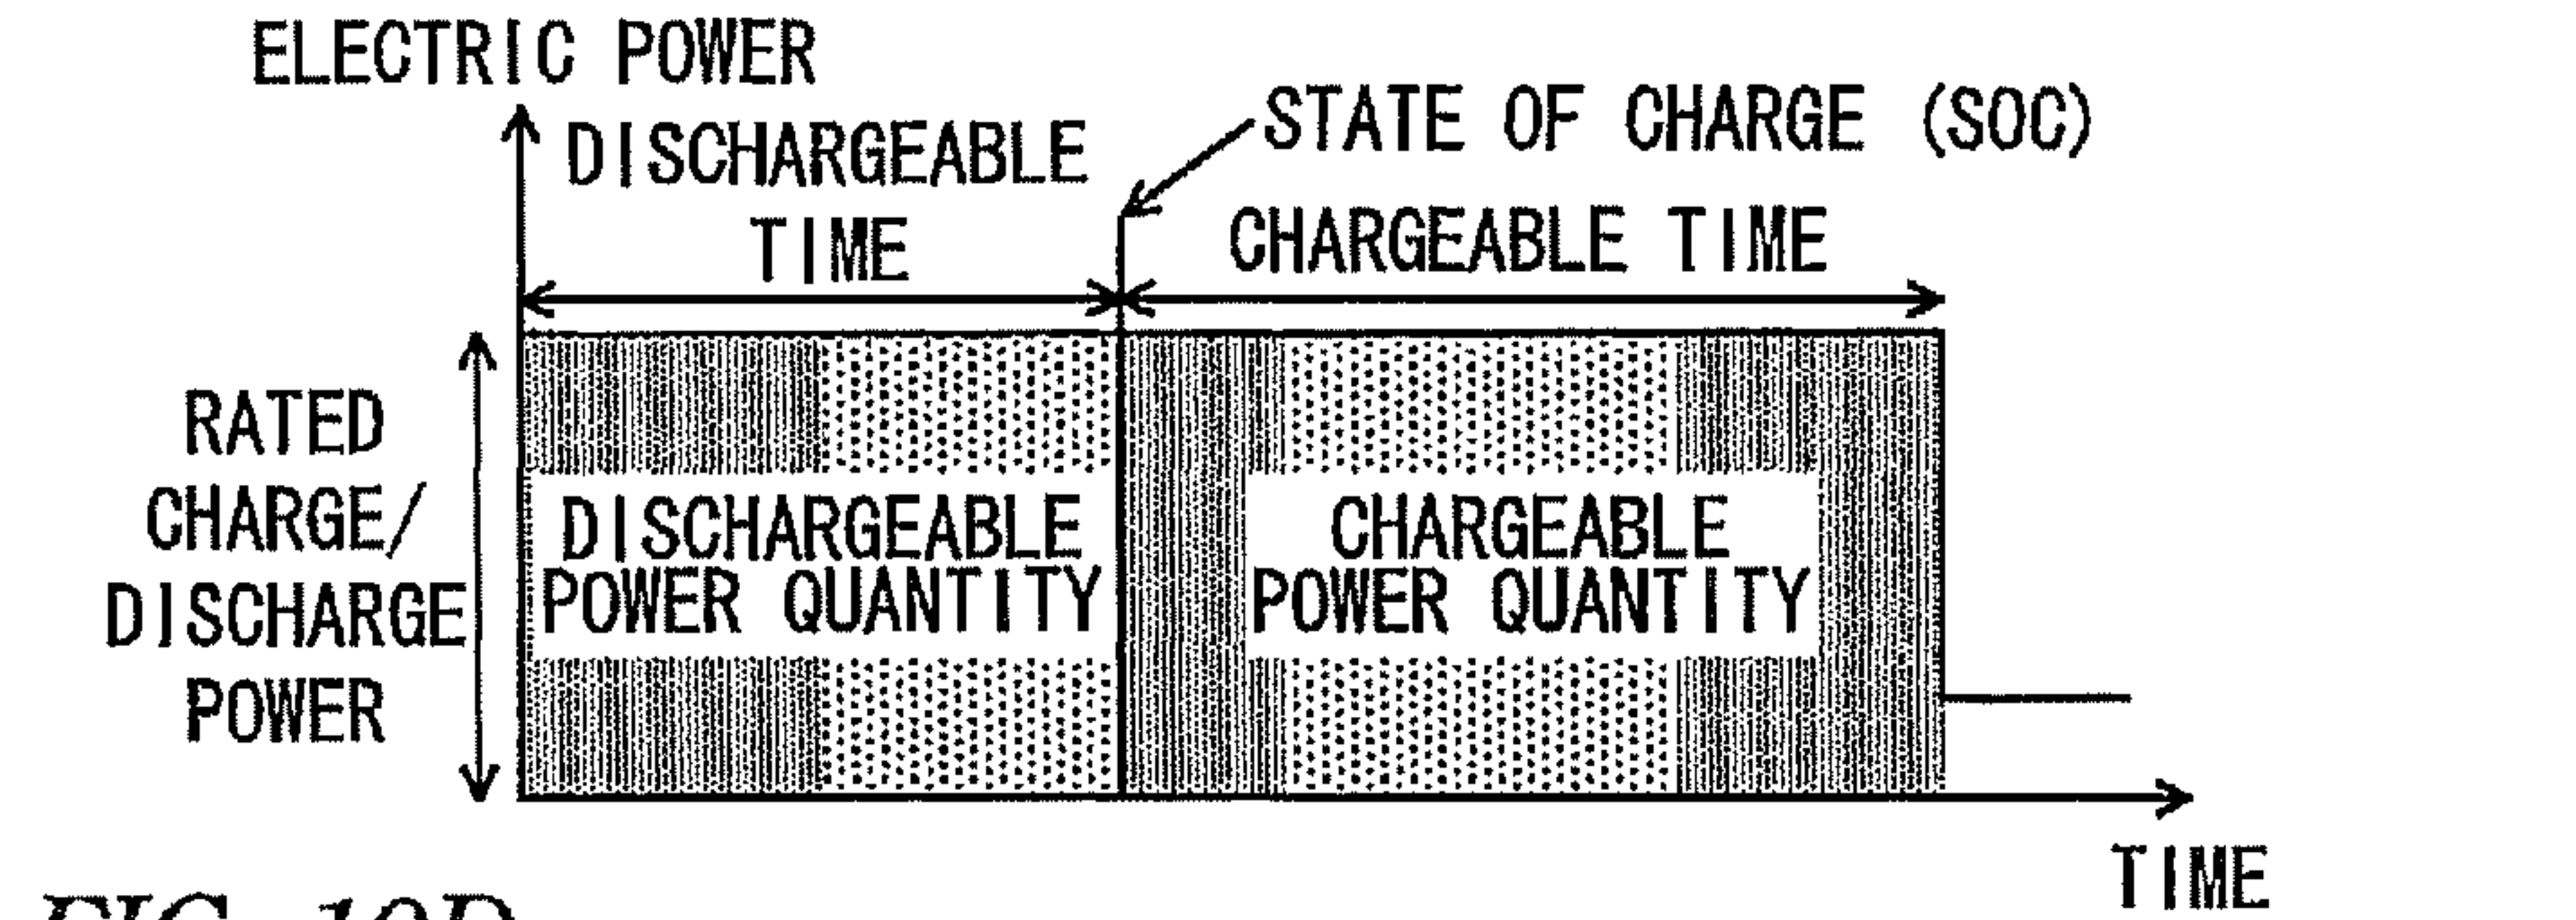 ELECTRIC POWER
DISCHARGEABLE
TIME
STATE OF CHARGE (SOC)
CHARGEABLE TIME
RATED
CHARGE/
DISCHARGE
POWER
DISCHARGEABLE
POWER QUANTITY
CHARGEABLE
POWER QUANTITY
TIME